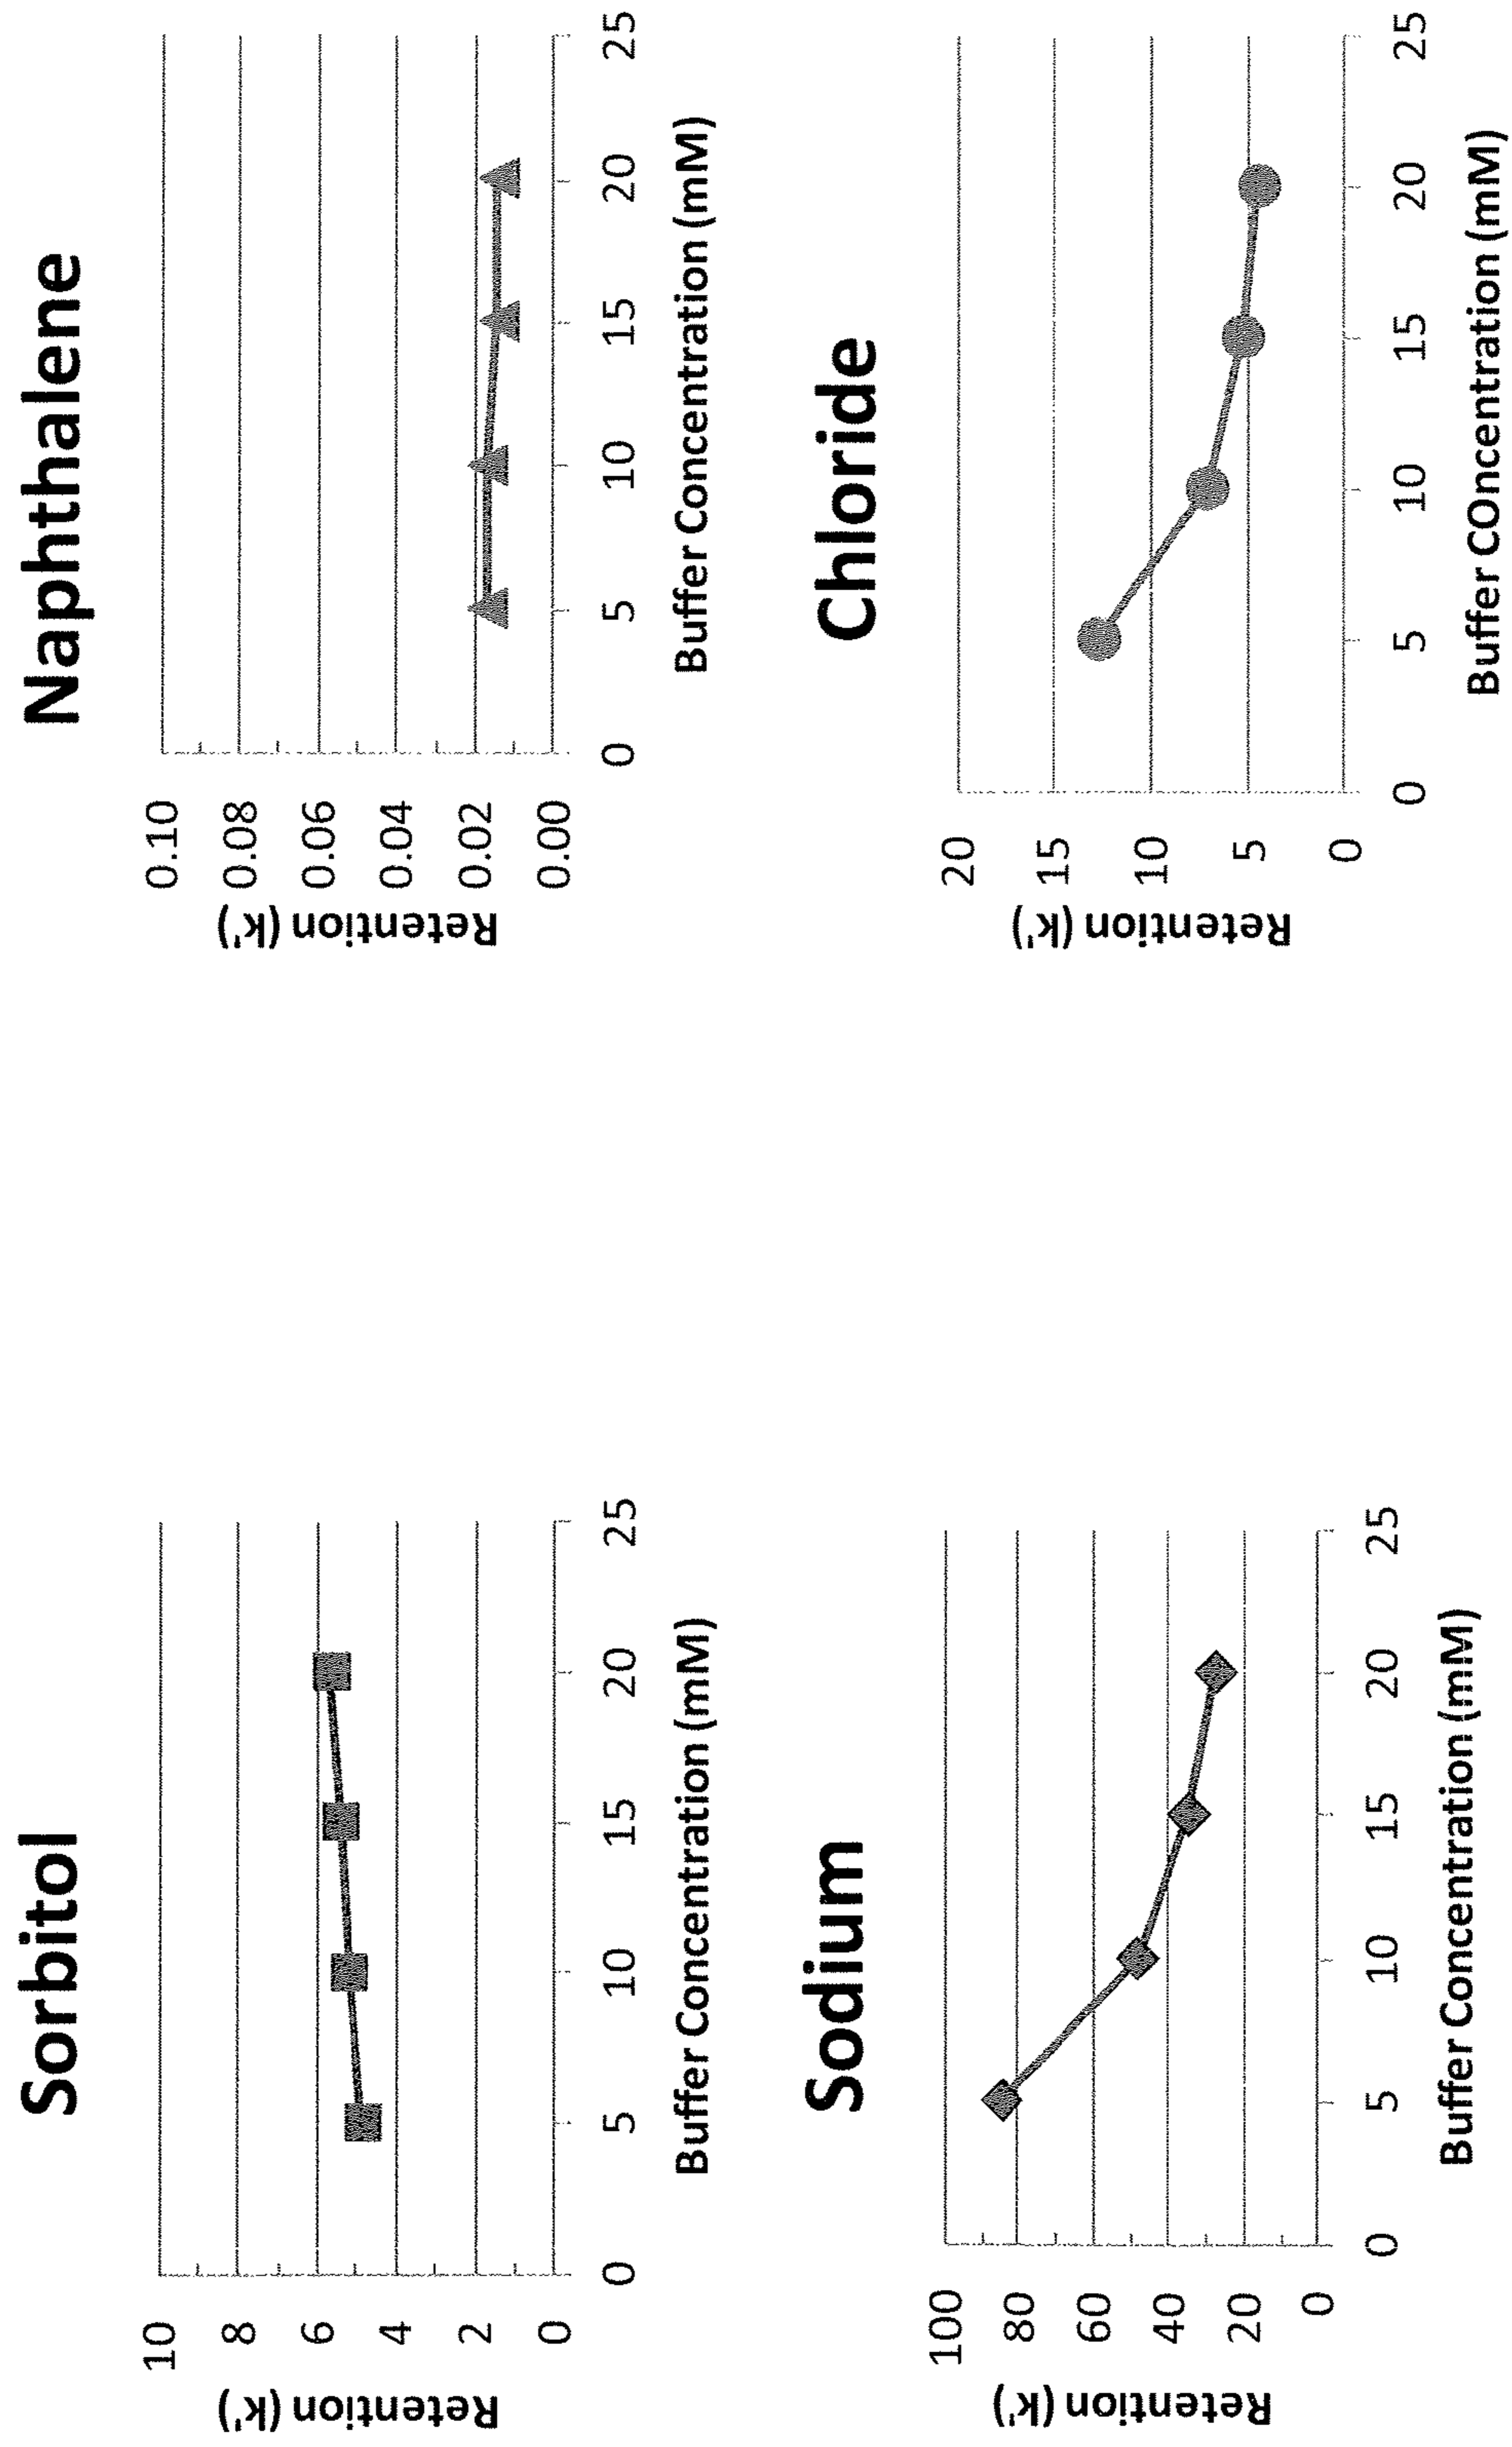 Sorbitol
Retention (k')
10
8
6
4
2
0
0 5 10 15 20 25
Buffer Concentration (mM)
Naphthalene
Retention (k')
0.10
0.08
0.06
0.04
0.02
0.00
0 5 10 15 20 25
Buffer Concentration (mM)
Sodium
Retention (k')
100
80
60
40
20
0
0 5 10 15 20 25
Buffer Concentration (mM)
Chloride
Retention (k')
20
15
10
5
0
0 5 10 15 20 25
Buffer COncentration (mM)